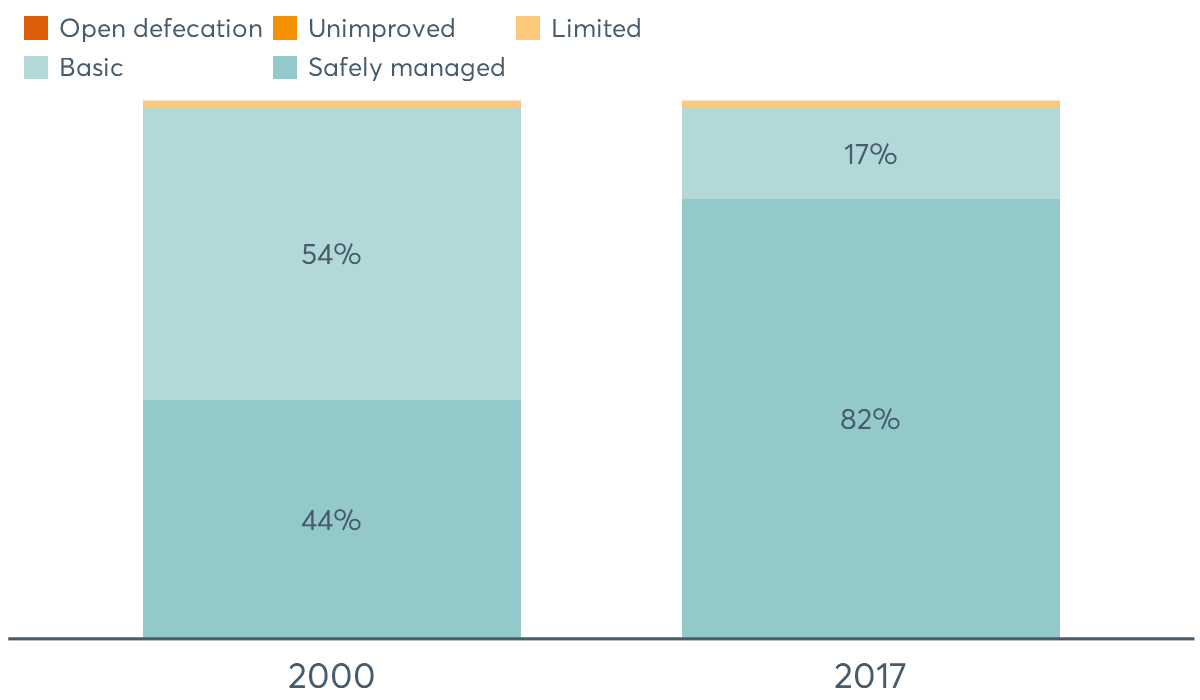 Open defecation Unimproved Limited
Basic Safely managed
17%
54%
82%
44%
2000 2017